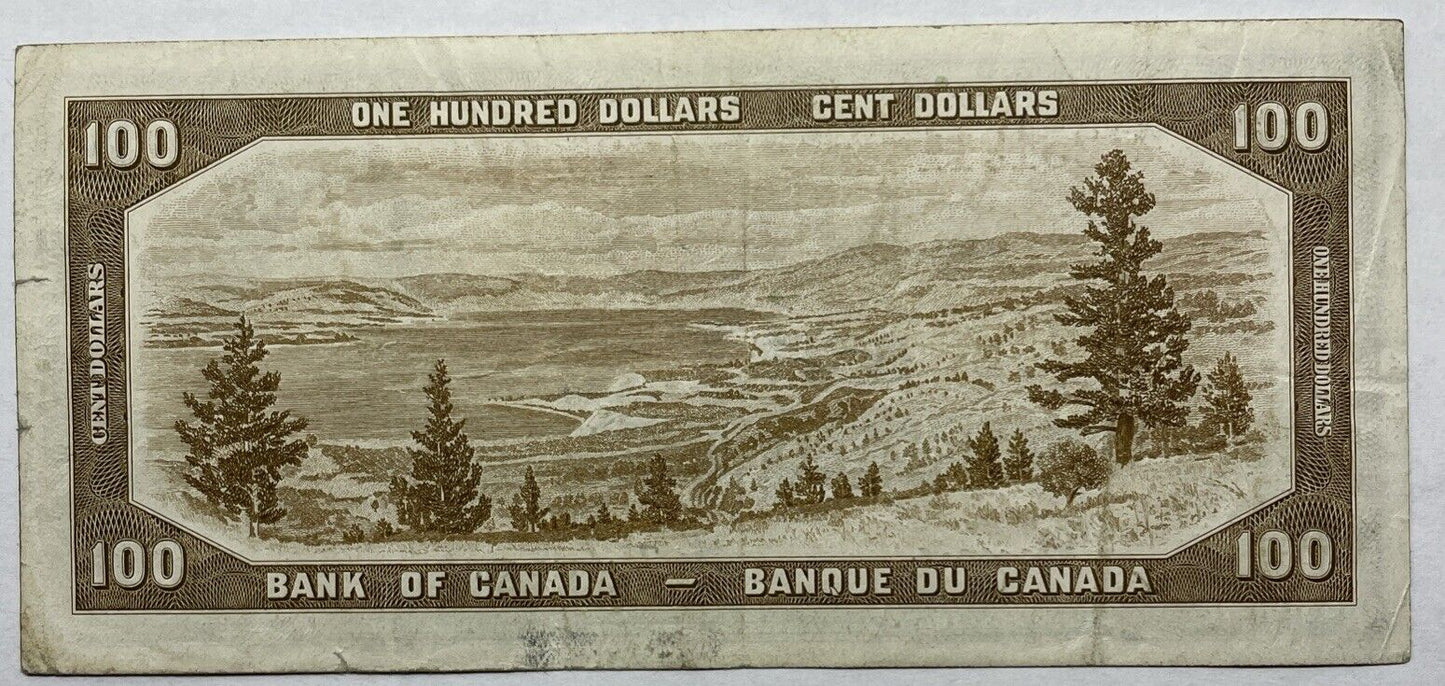 ONE HUNDRED DOLLARS CENT DOLLARS
100
100
CENT DOLLARS
ONE HUNDRED DOLLARS
100
100
BANK OF CANADA — BANQUE DU CANADA